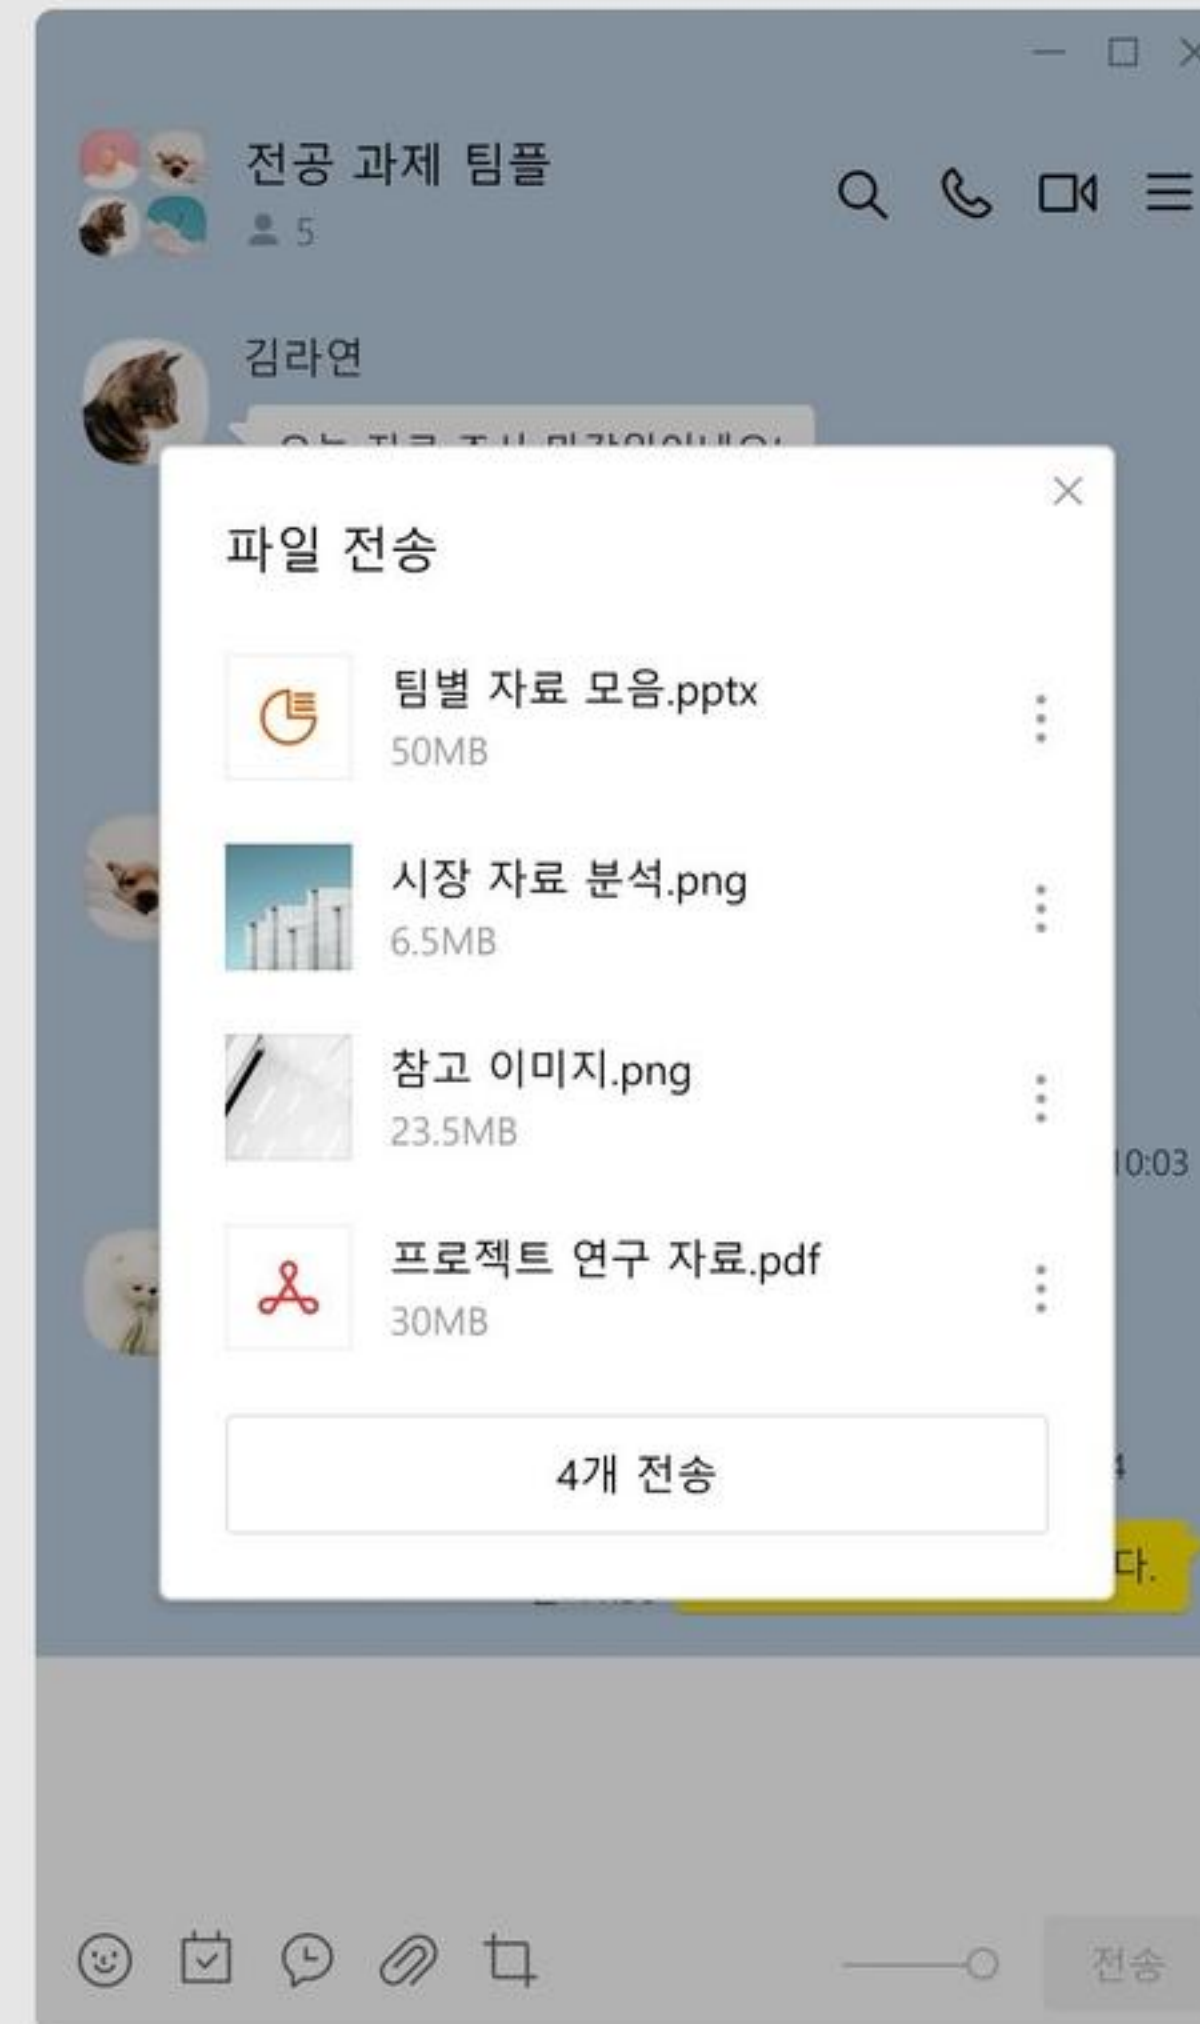 전공 과제 팀플
5
김라연
파일 전송
팀별 자료 모음.pptx
50MB
시장 자료 분석.png
6.5MB
참고 이미지.png
23.5MB
10:03
프로젝트 연구 자료.pdf
30MB
4개 전송
4
다.
전송